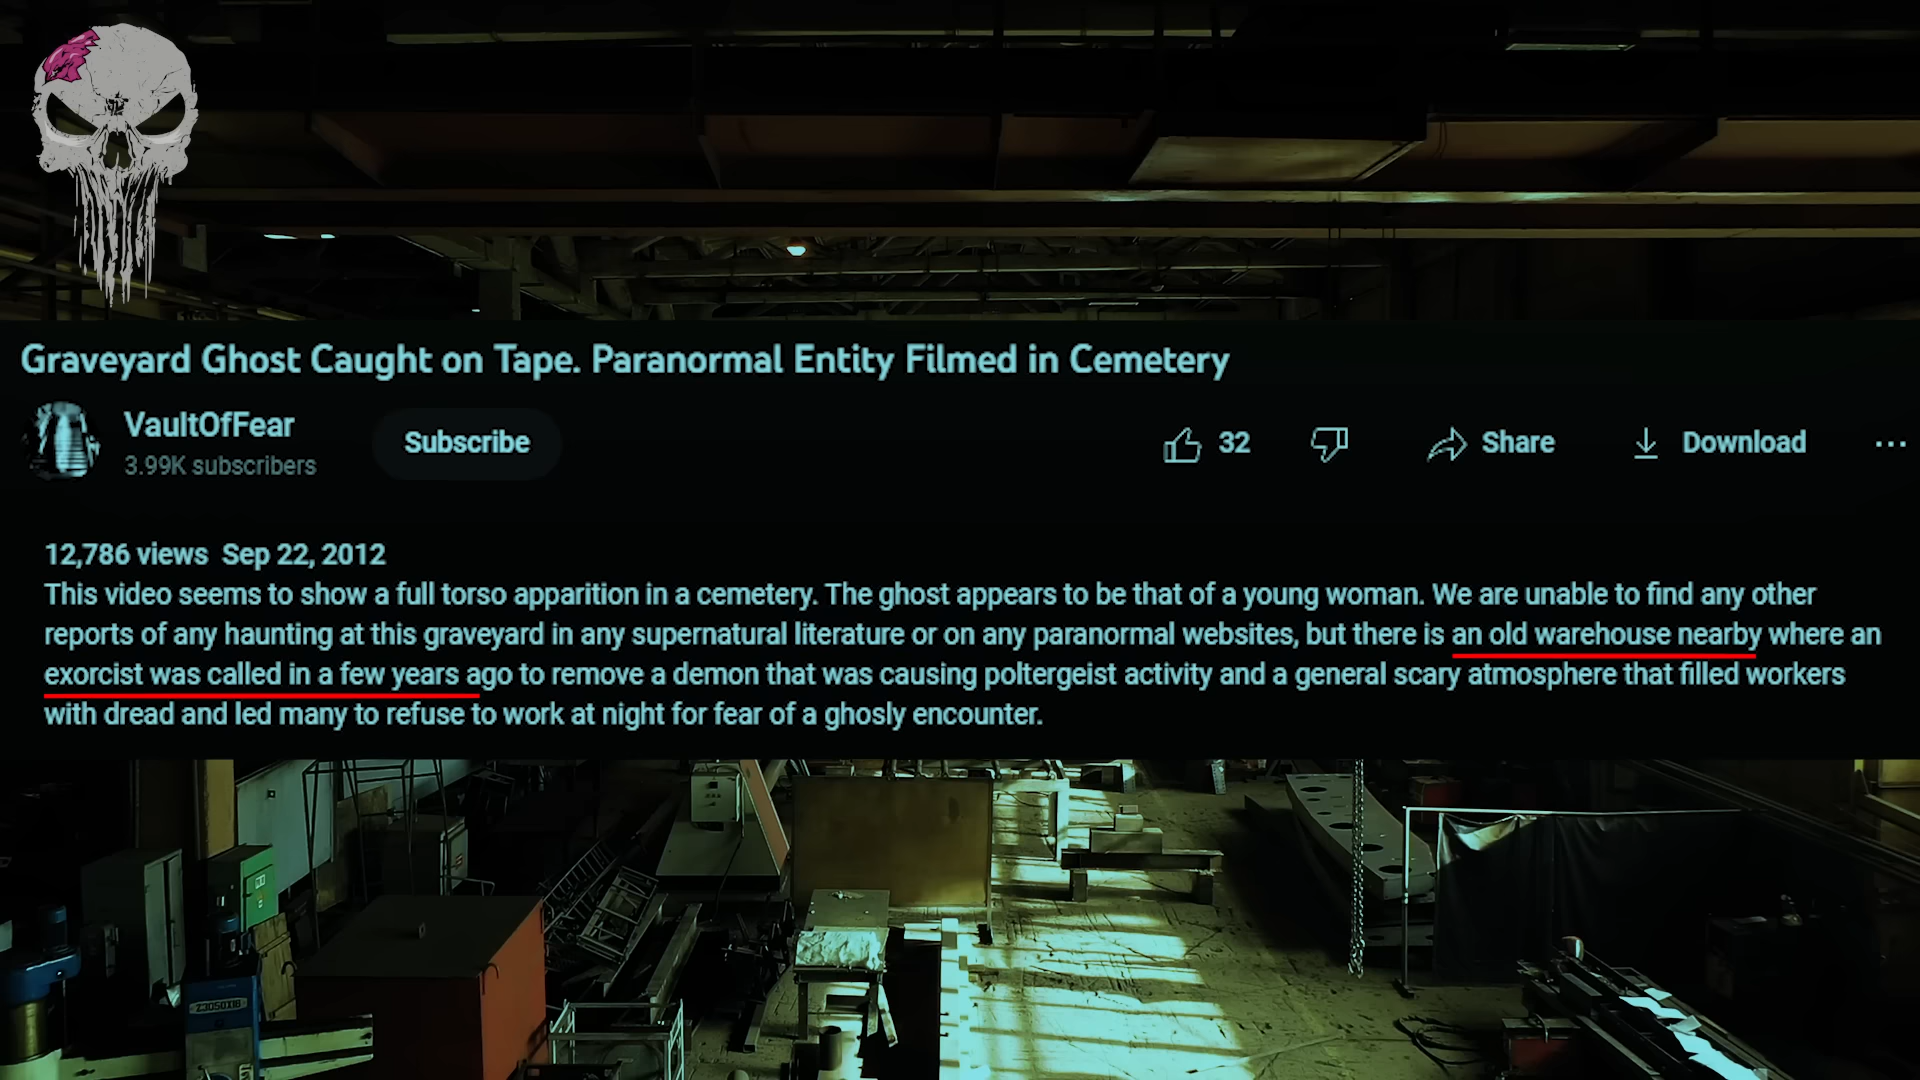 Graveyard Ghost Caught on Tape. Paranormal Entity Filmed in Cemetery
VaultOfFear
3.99K subscribers
Subscribe
32
Share
Download
12,786 views Sep 22, 2012
This video seems to show a full torso apparition in a cemetery. The ghost appears to be that of a young woman. We are unable to find any other
reports of any haunting at this graveyard in any supernatural literature or on any paranormal websites, but there is an old warehouse nearby where an
exorcist was called in a few years ago to remove a demon that was causing poltergeist activity and a general scary atmosphere that filled workers
with dread and led many to refuse to work at night for fear of a ghosly encounter.